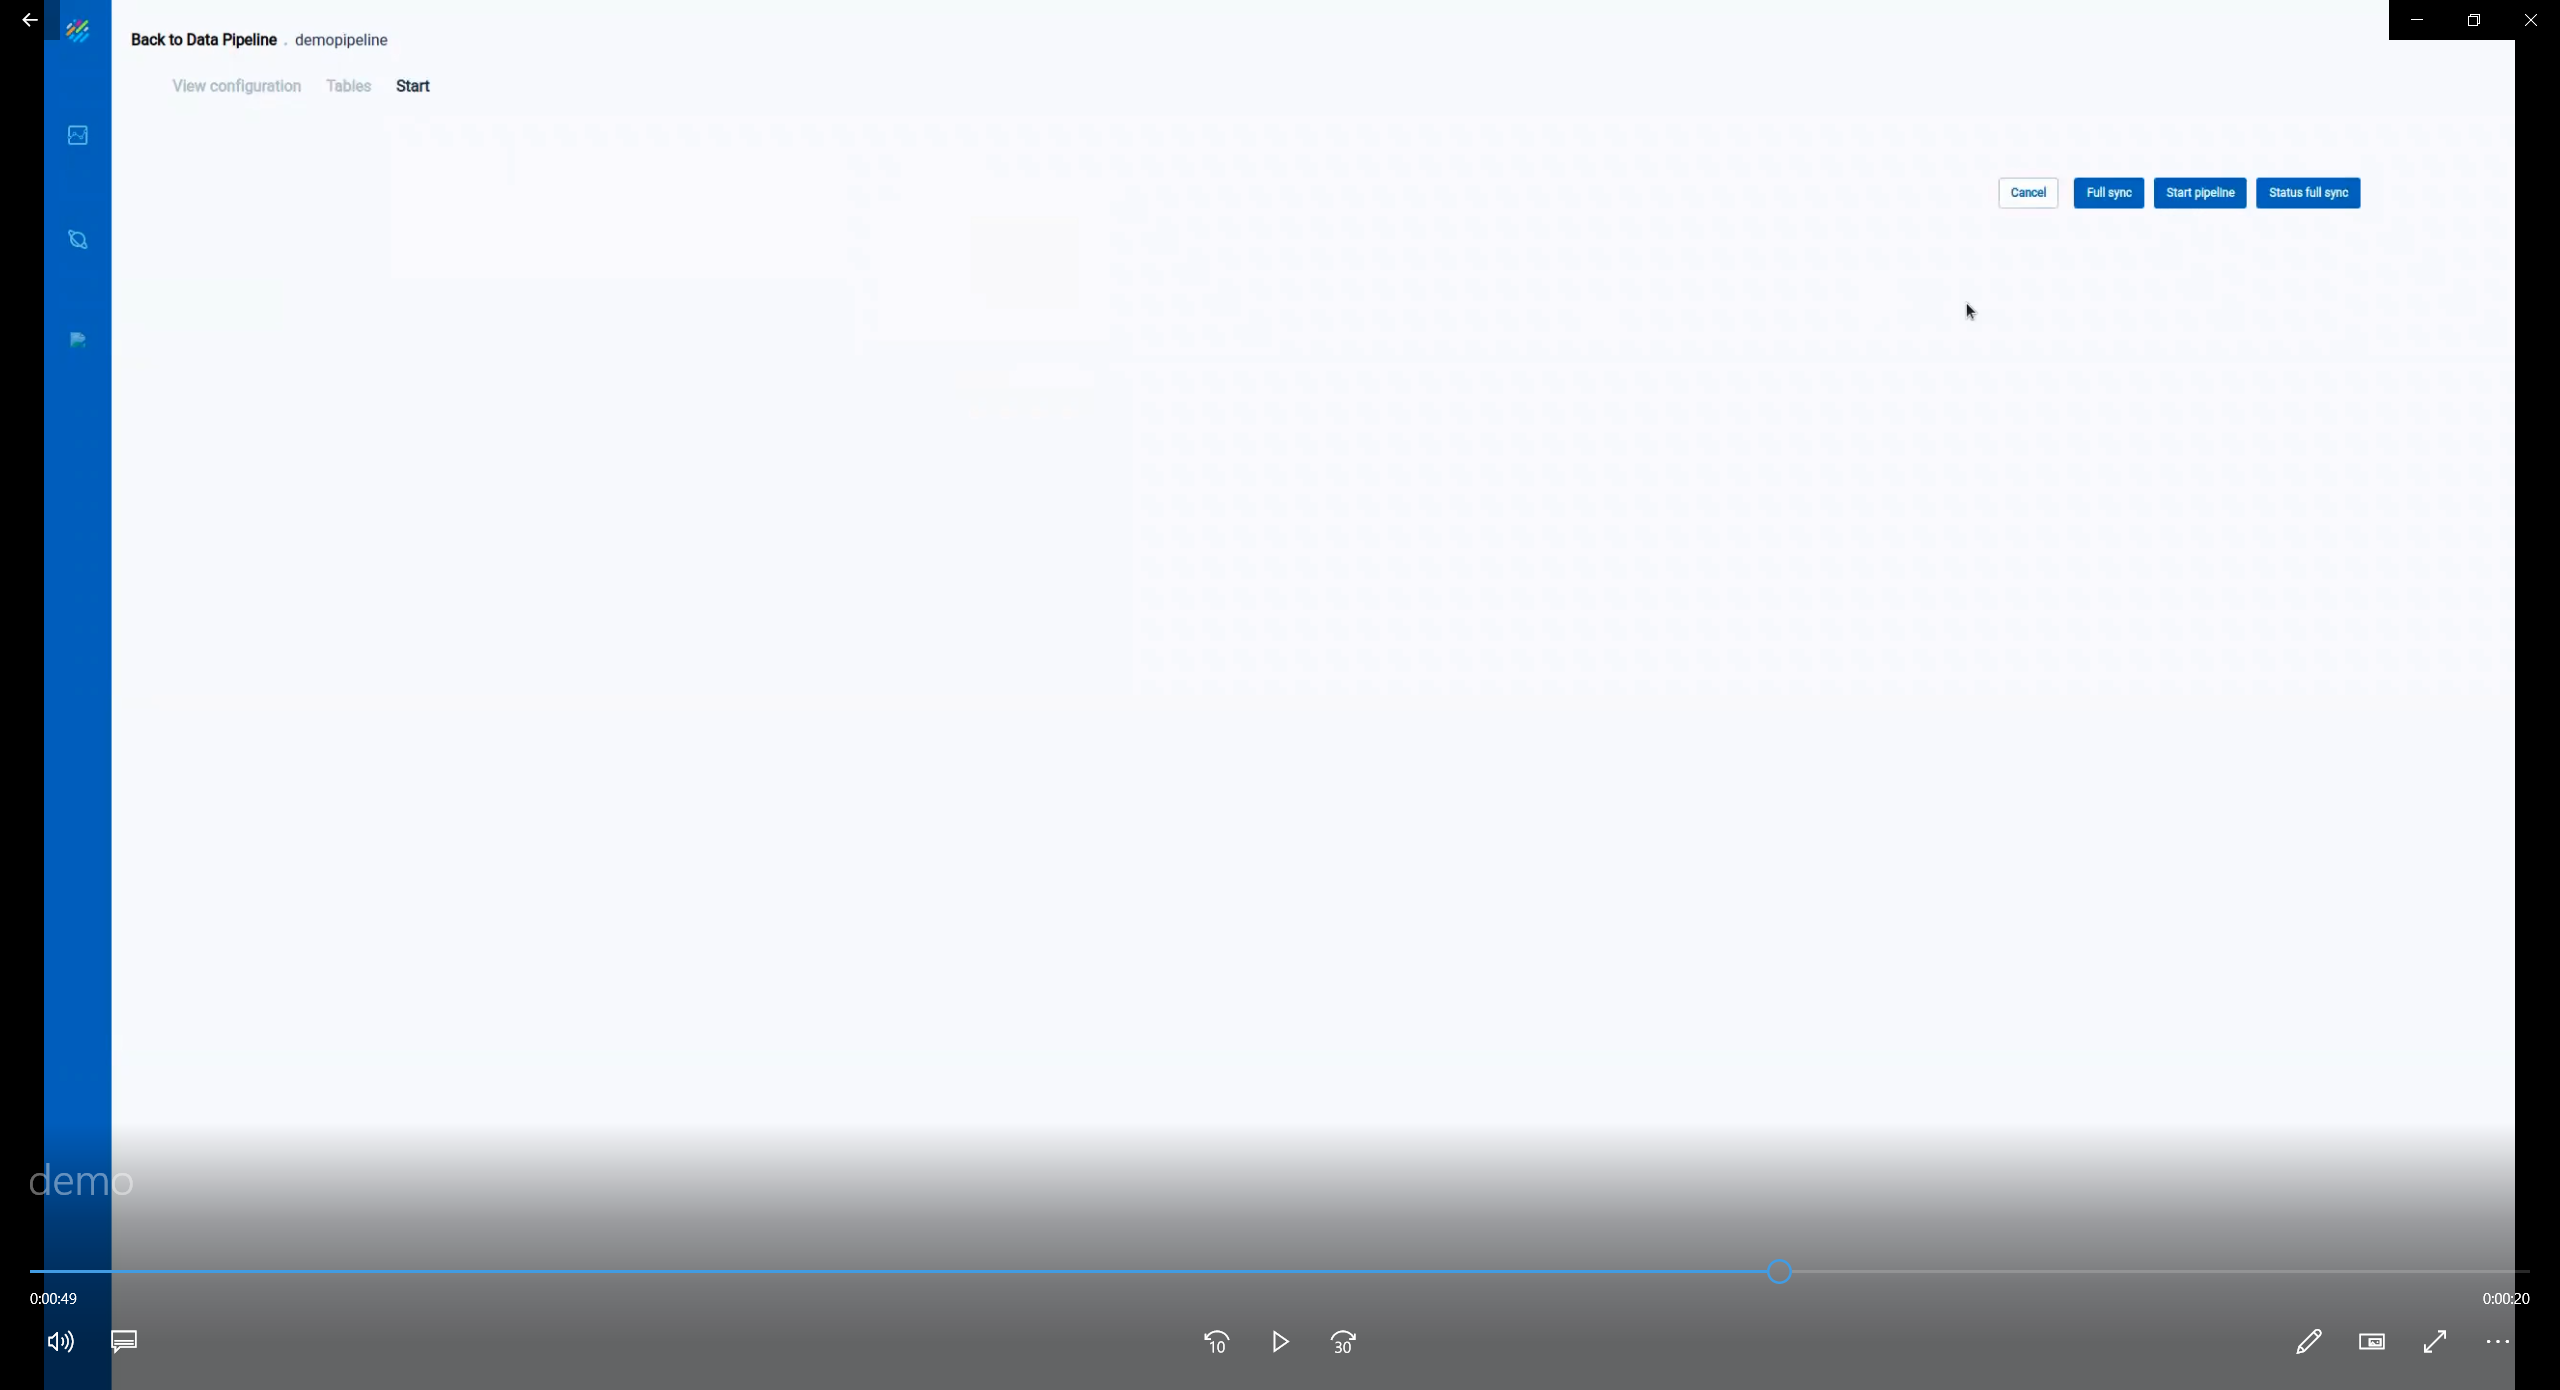 Back to Data Pipeline . demopipeline
View configuration Tables Start
Cancel Full sync Start pipeline Status full sync
demo
0:00:49 0:00:20
10 30